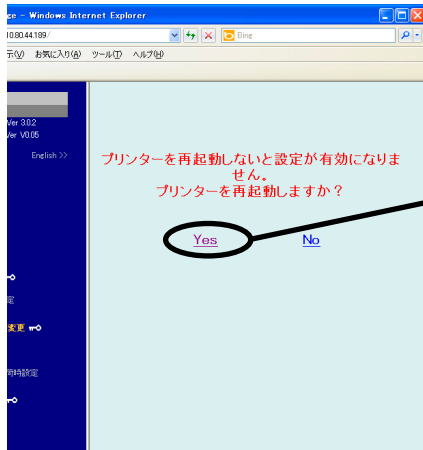 ge - Windows Internet Explorer
10.80.44.189/
Bing
示(V) お気に入り(A) ツール(T) ヘルプ(H)
Ver 3.0.2
Ver V0.05
English >>
プリンターを再起動しないと設定が有効になりま
せん。
プリンターを再起動しますか？
Yes No
定
変更
荷時設定